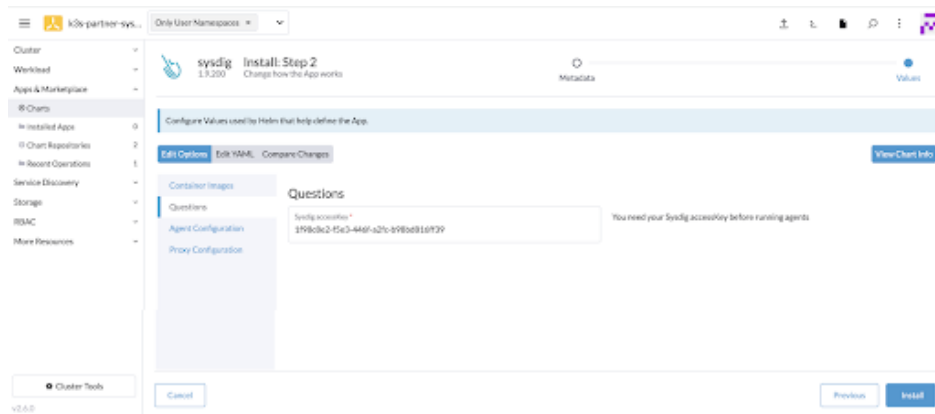 k3s-partner-sys...
Only User Namespaces
Cluster
Workload
Apps & Marketplace
Charts
Installed Apps 0
Chart Repositories 2
Recent Operations 1
Service Discovery
Storage
RBAC
More Resources
Cluster Tools
v2.6.0
sysdig
1.9.200
Install: Step 2
Change how the App works
Metadata
Values
Configure Values used by Helm that help define the App.
Edit Options Edit YAML Compare Changes
View Chart Info
Container Images
Questions
Agent Configuration
Proxy Configuration
Questions
Sysdig accessKey *
You need your Sysdig accessKey before running agents
Cancel
Previous
Install